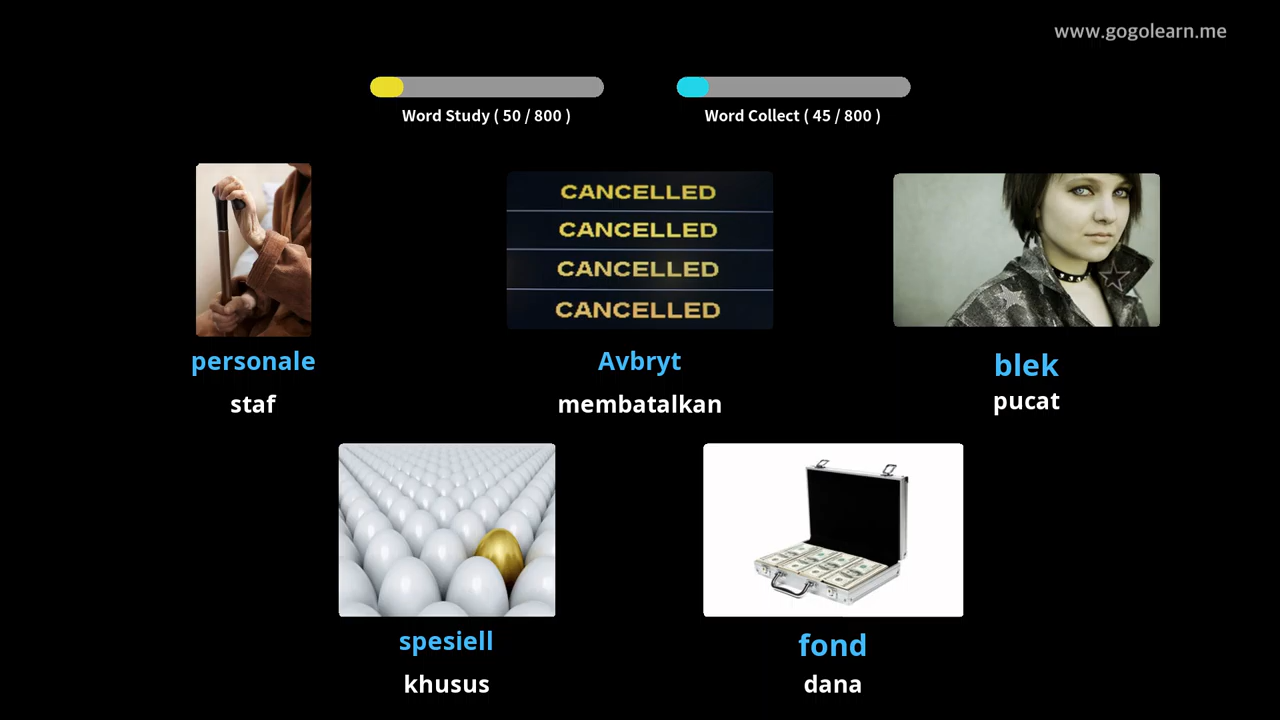 www.gogolearn.me
Word Study ( 50 / 800 )
Word Collect ( 45 / 800 )
CANCELLED
CANCELLED
CANCELLED
CANCELLED
personale
staf
Avbryt
membatalkan
blek
pucat
spesiell
khusus
fond
dana